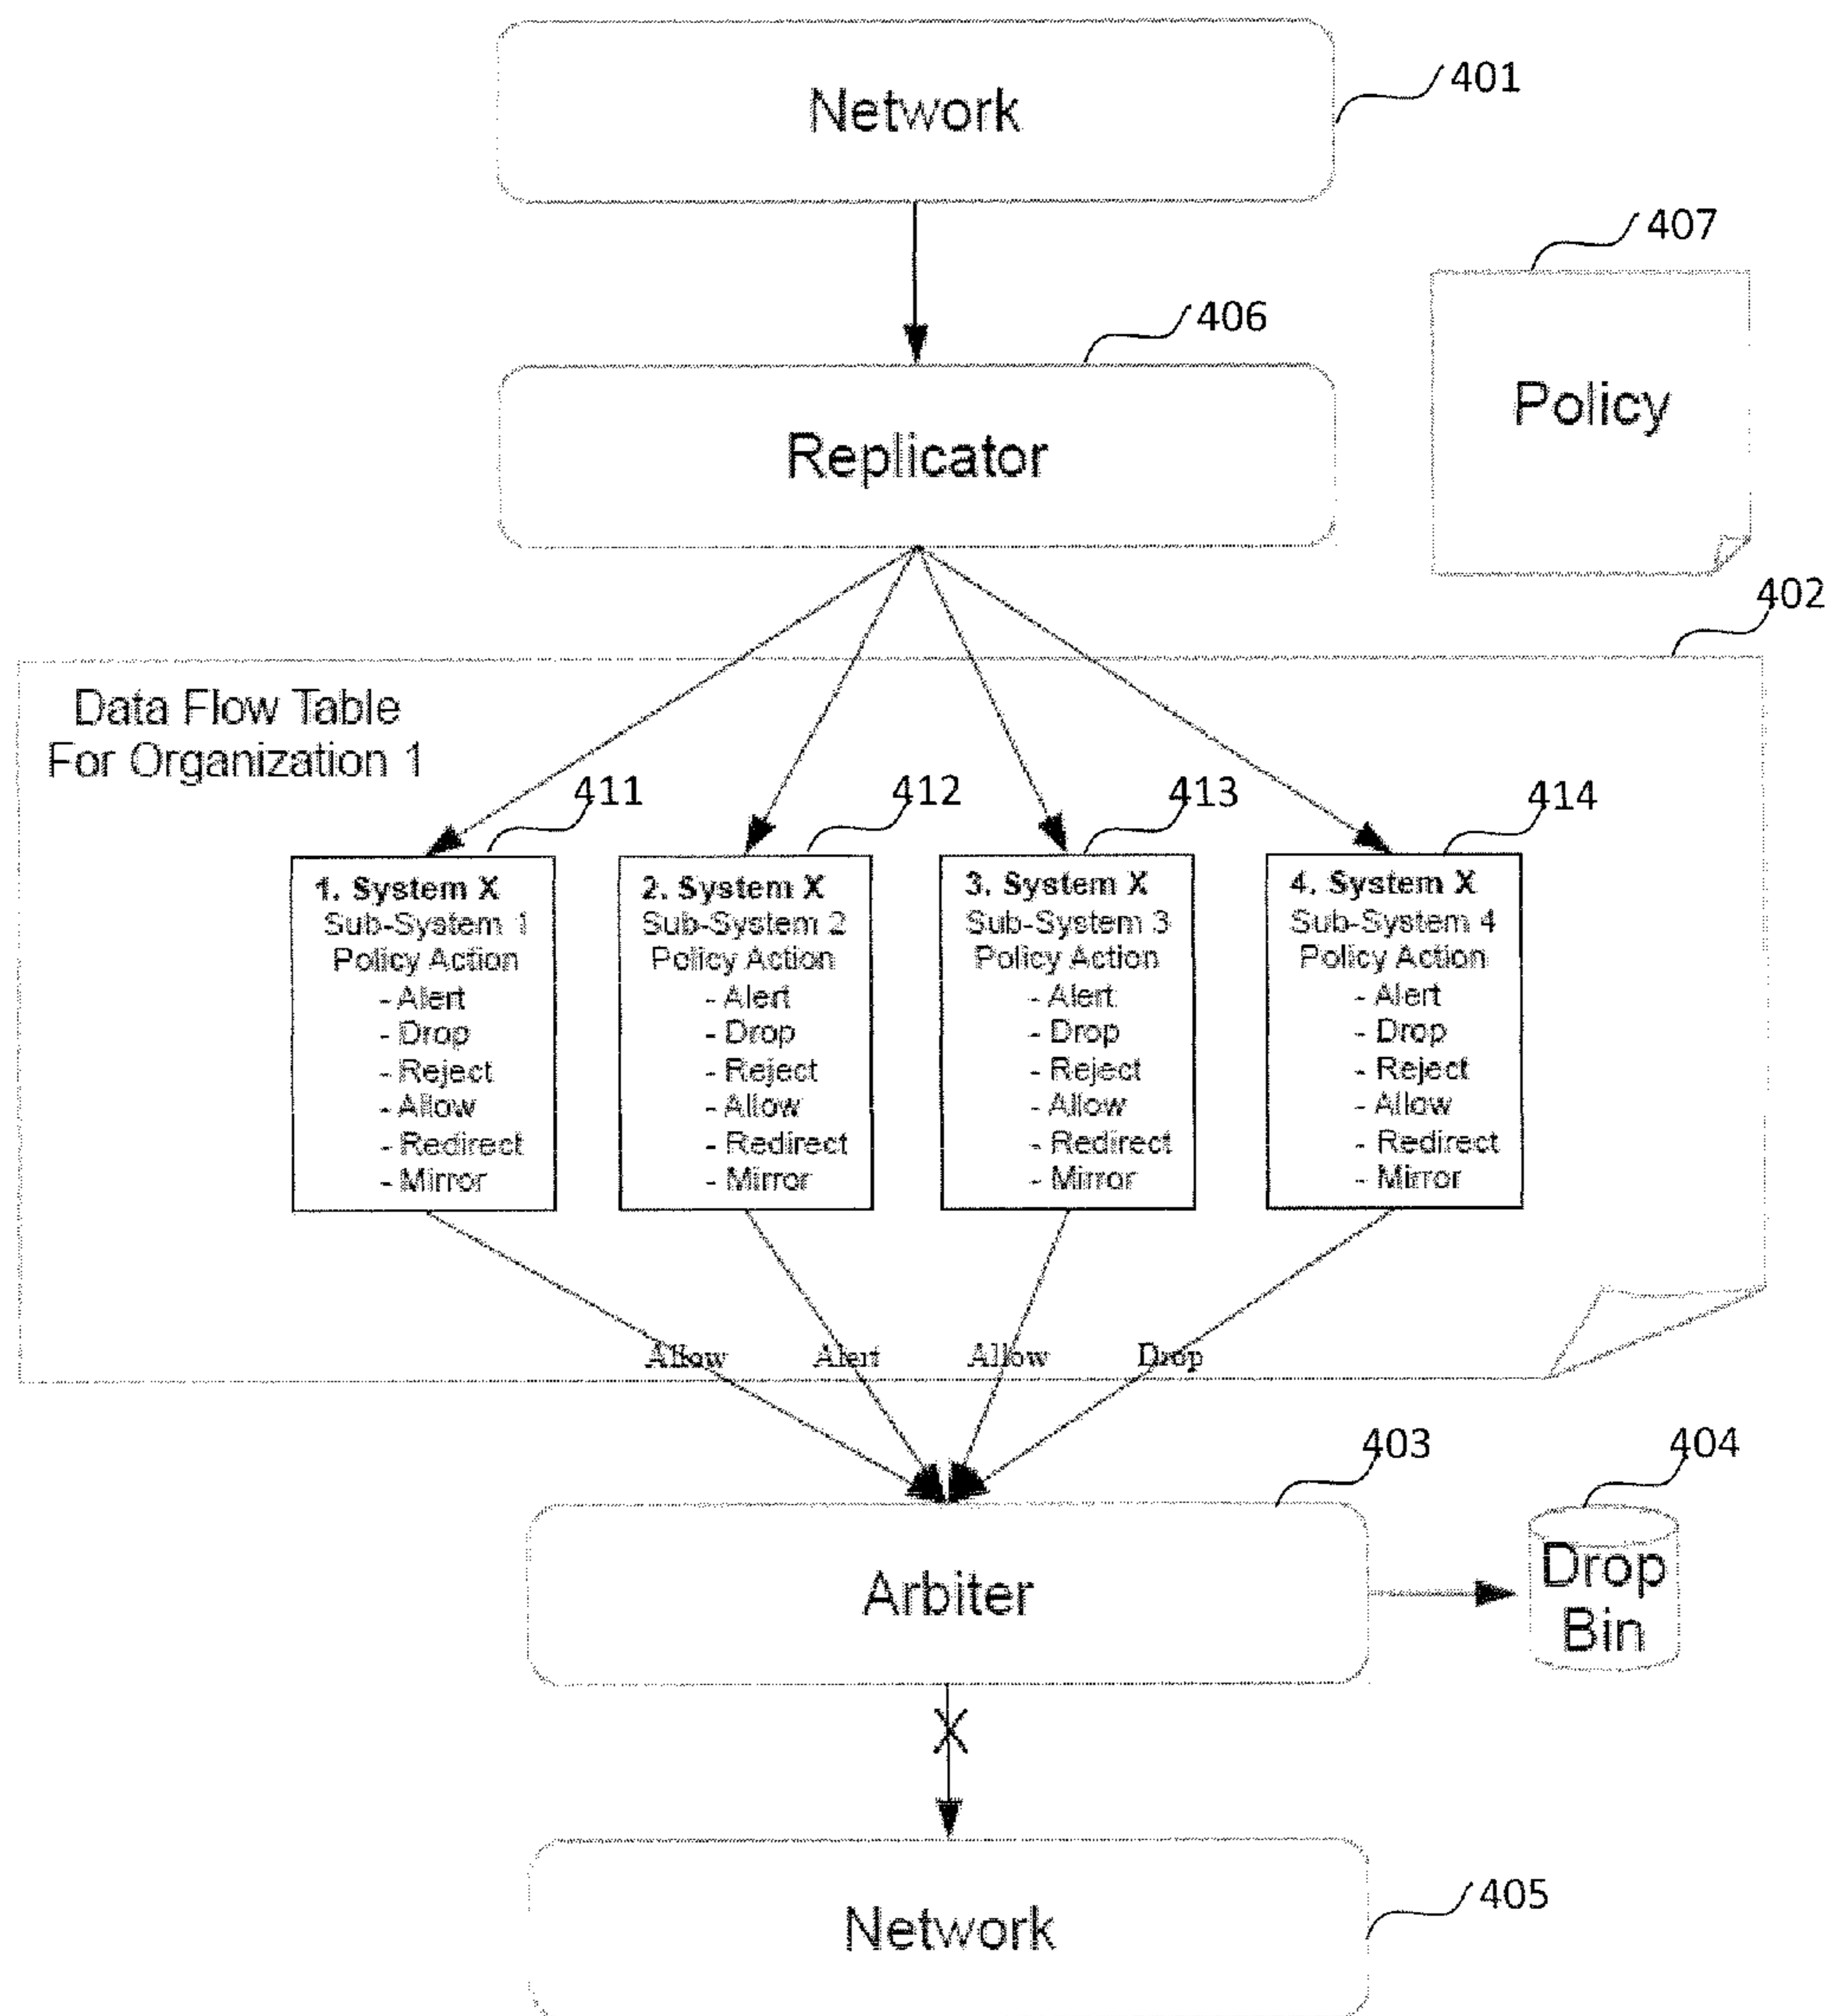 Network
401
407
Policy
406
Replicator
402
Data Flow Table
For Organization 1
411
412
413
414
1. System X
Sub-System 1
Policy Action
- Alert
- Drop
- Reject
- Allow
- Redirect
- Mirror
2. System X
Sub-System 2
Policy Action
- Alert
- Drop
- Reject
- Allow
- Redirect
- Mirror
3. System X
Sub-System 3
Policy Action
- Alert
- Drop
- Reject
- Allow
- Redirect
- Mirror
4. System X
Sub-System 4
Policy Action
- Alert
- Drop
- Reject
- Allow
- Redirect
- Mirror
Allow
Alert
Allow
Drop
403
404
Arbiter
Drop
Bin
X
Network
405